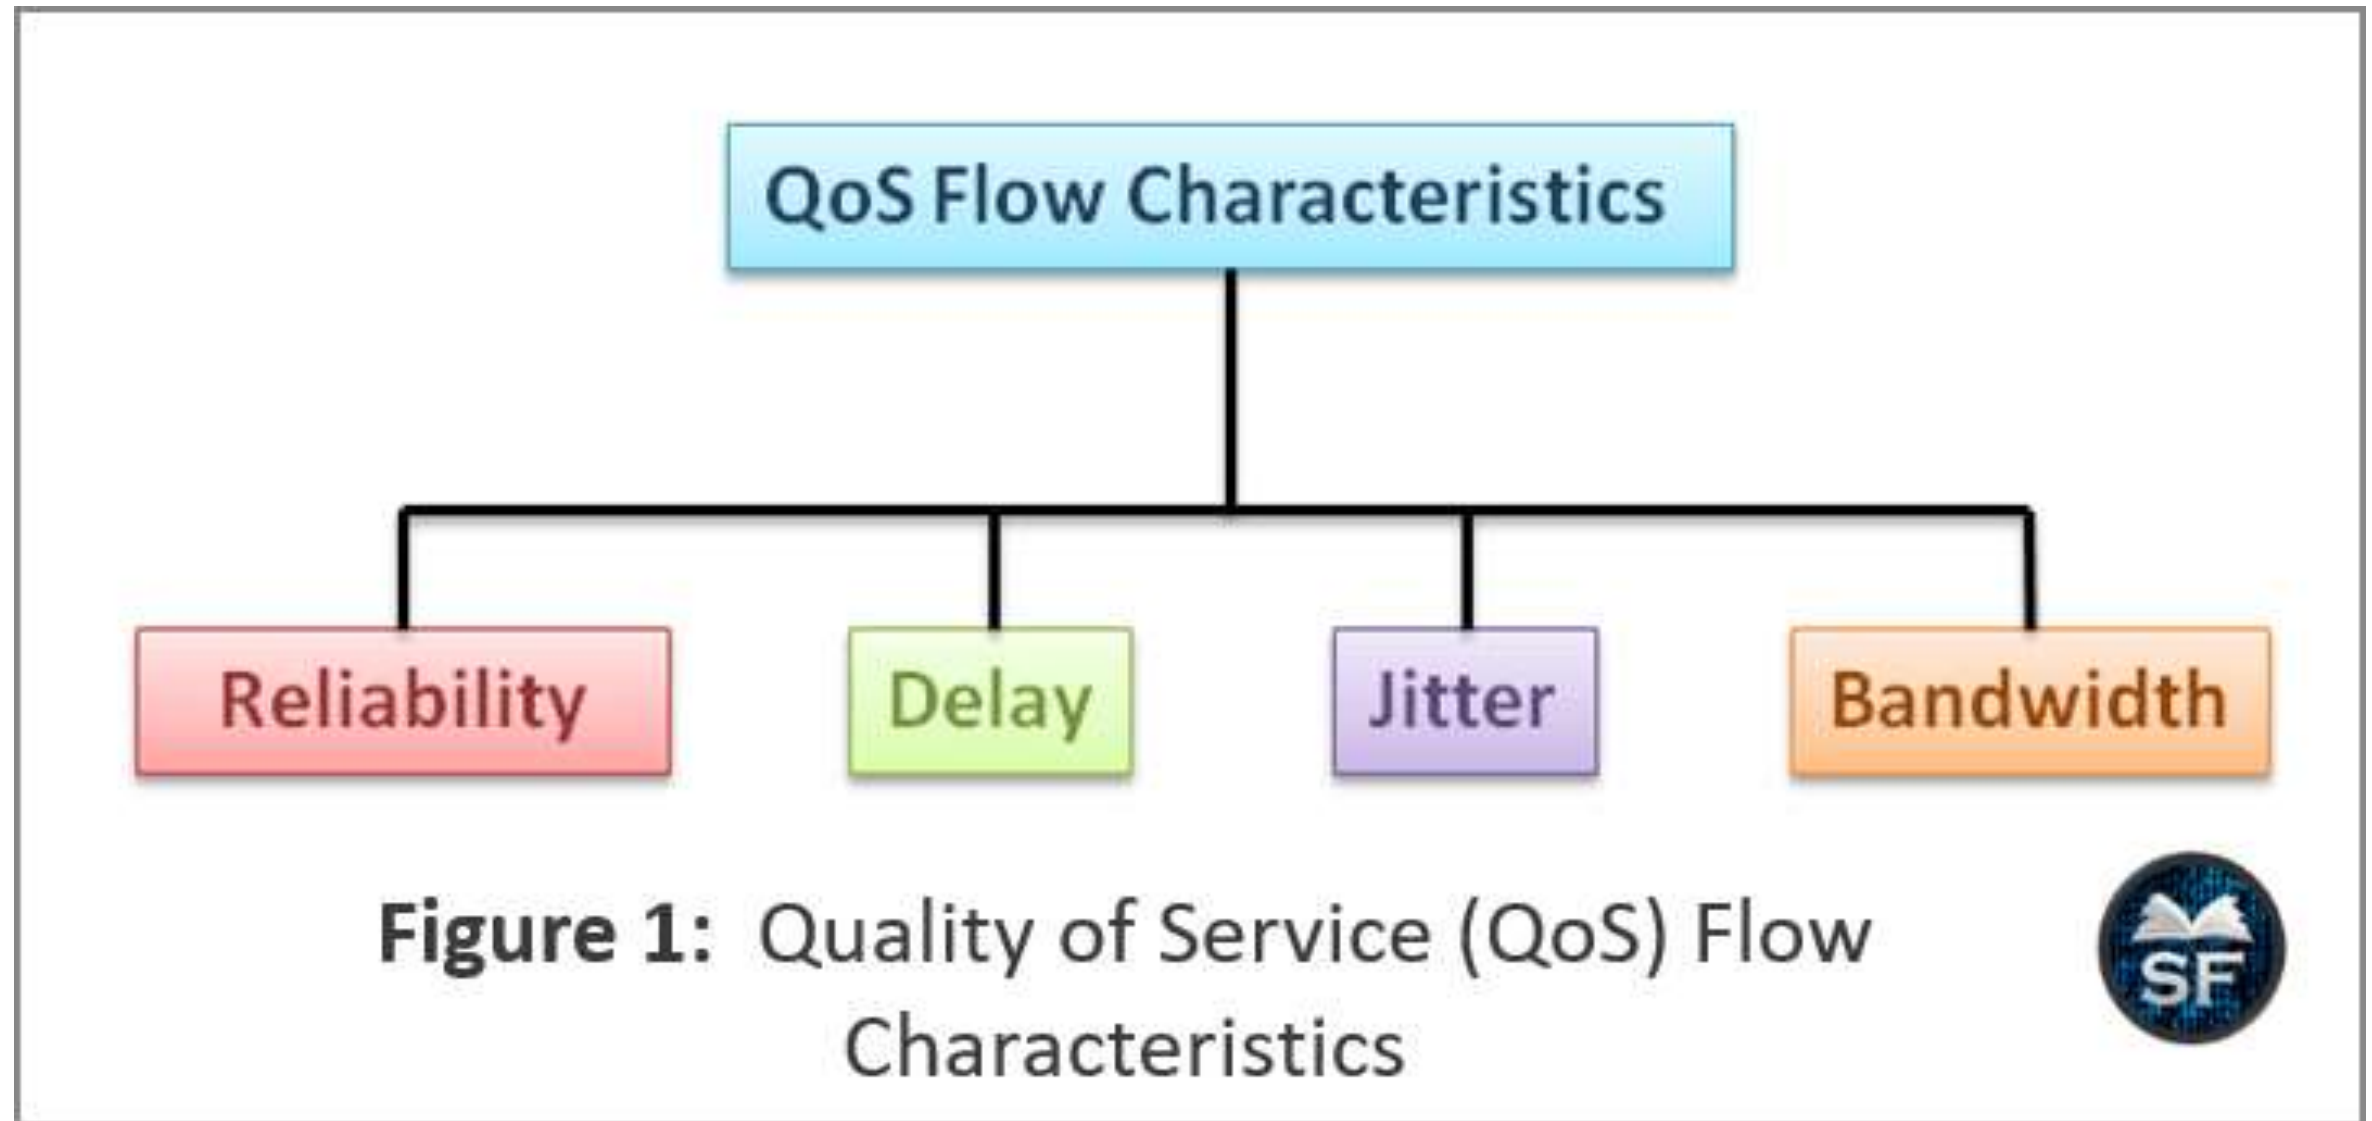 QoS Flow Characteristics
Reliability
Delay
Jitter
Bandwidth
Figure 1: Quality of Service (QoS) Flow
Characteristics
SF